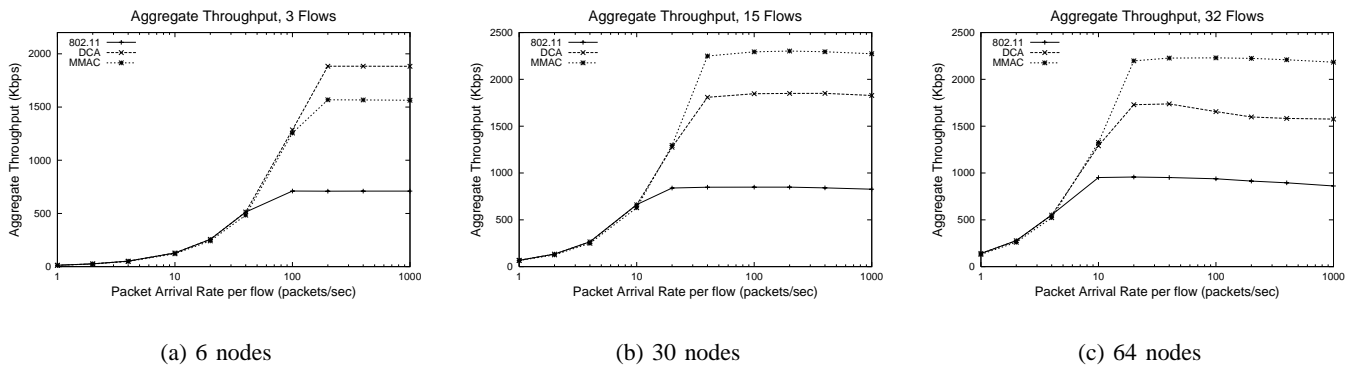 Aggregate Throughput, 3 Flows
802.11
DCA
MMAC
2000
1500
1000
500
0
Aggregate Throughput (Kbps)
1 10 100 1000
Packet Arrival Rate per flow (packets/sec)
(a) 6 nodes
Aggregate Throughput, 15 Flows
802.11
DCA
MMAC
2500
2000
1500
1000
500
0
Aggregate Throughput (Kbps)
1 10 100 1000
Packet Arrival Rate per flow (packets/sec)
(b) 30 nodes
Aggregate Throughput, 32 Flows
802.11
DCA
MMAC
2500
2000
1500
1000
500
0
Aggregate Throughput (Kbps)
1 10 100 1000
Packet Arrival Rate per flow (packets/sec)
(c) 64 nodes